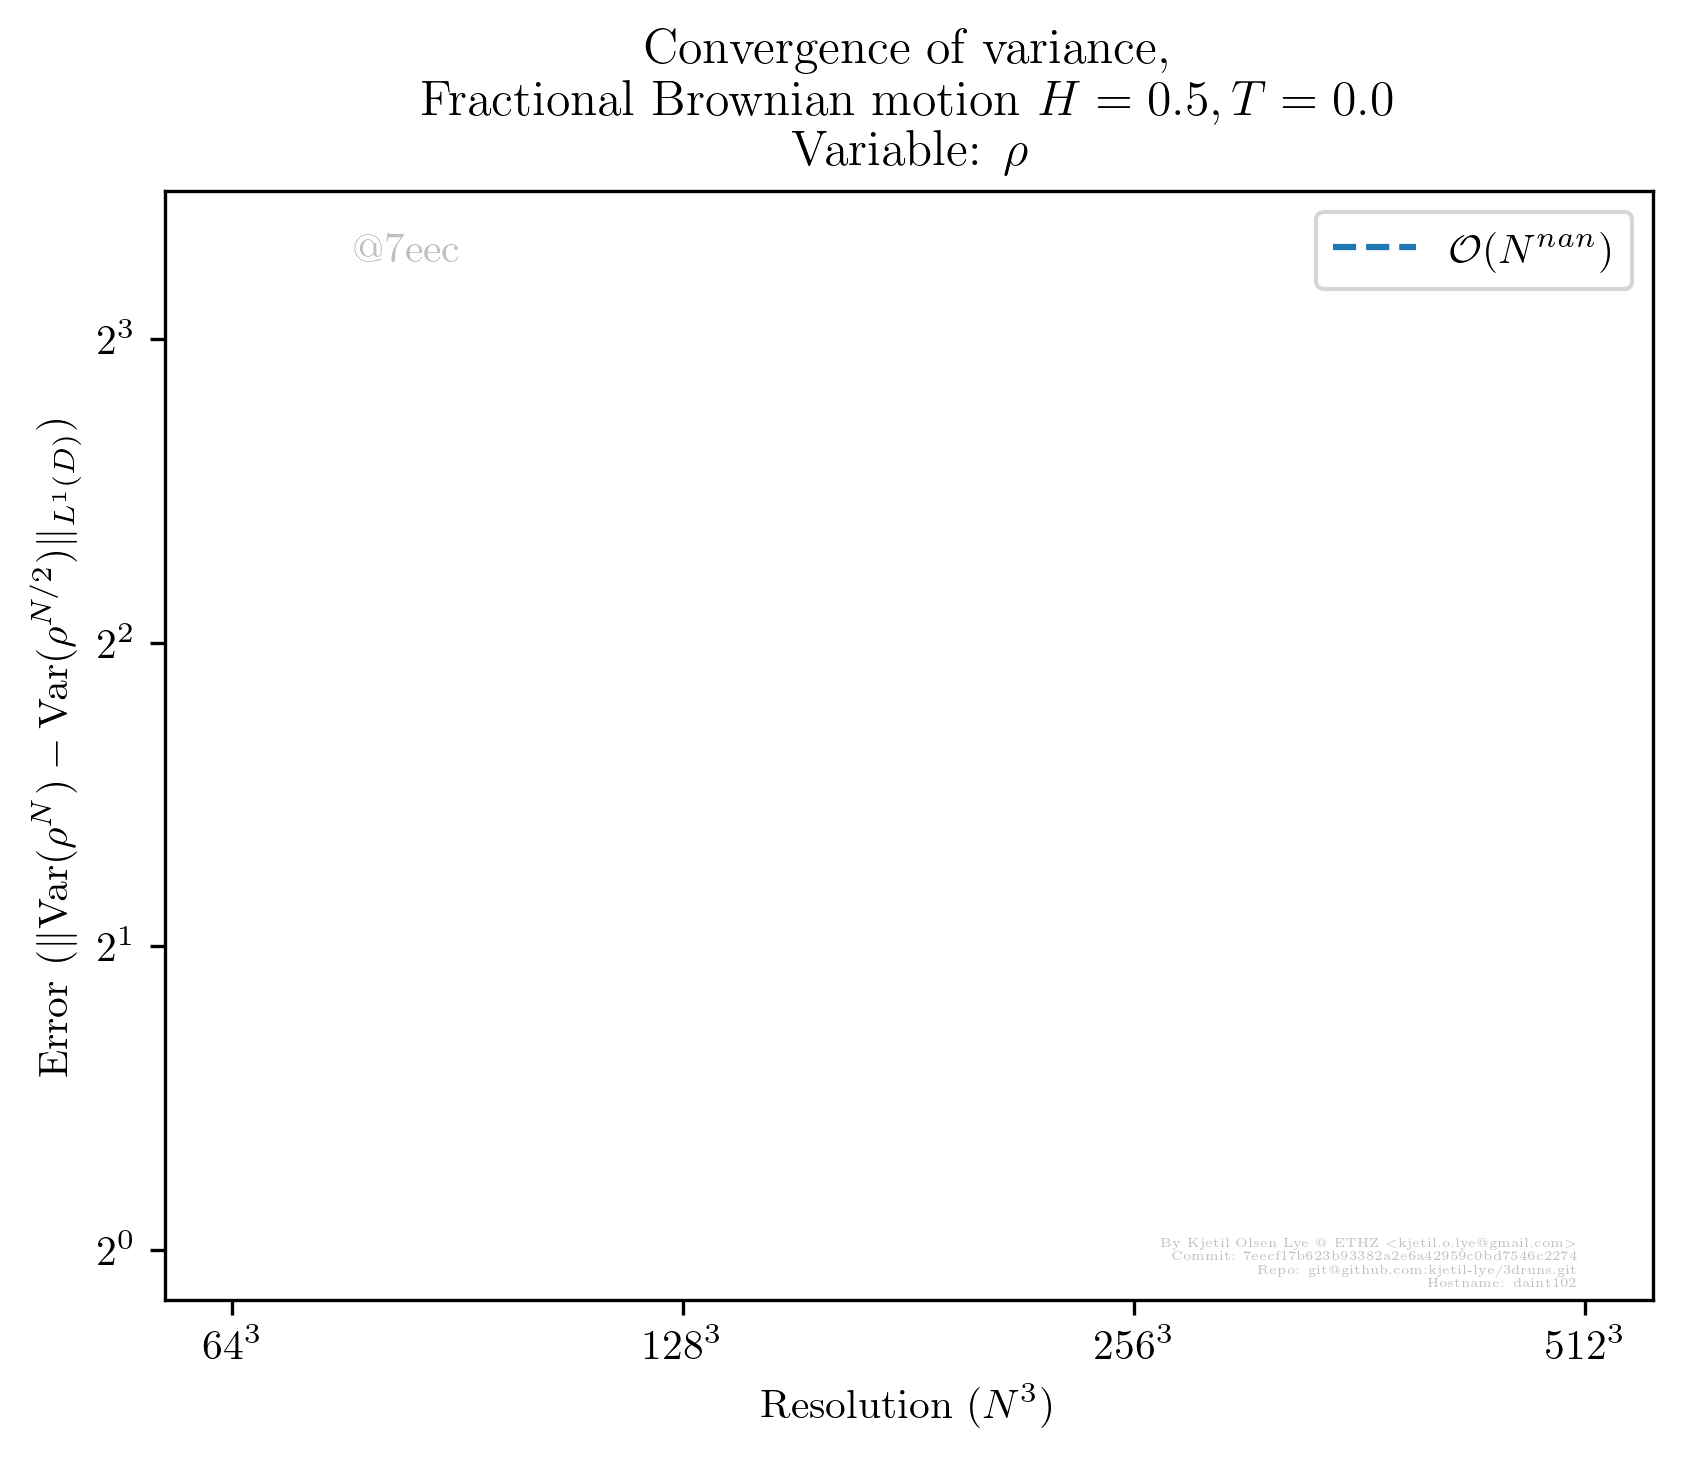 Convergence of variance,
Fractional Brownian motion H = 0.5, T = 0.0
Variable: ρ
@7eec
𝒪(N^{nan})
2^3
2^2
2^1
2^0
Error (‖Var(ρ^N) − Var(ρ^{N/2})‖_{L^1(D)})
By Kjetil Olsen Lye @ ETHZ <kjetil.o.lye@gmail.com>
Commit: 7eecf17b623b93382a2e6a42959c0bd7546c2274
Repo: git@github.com:kjetil-lye/3druns.git
Hostname: daint102
64^3 128^3 256^3 512^3
Resolution (N^3)